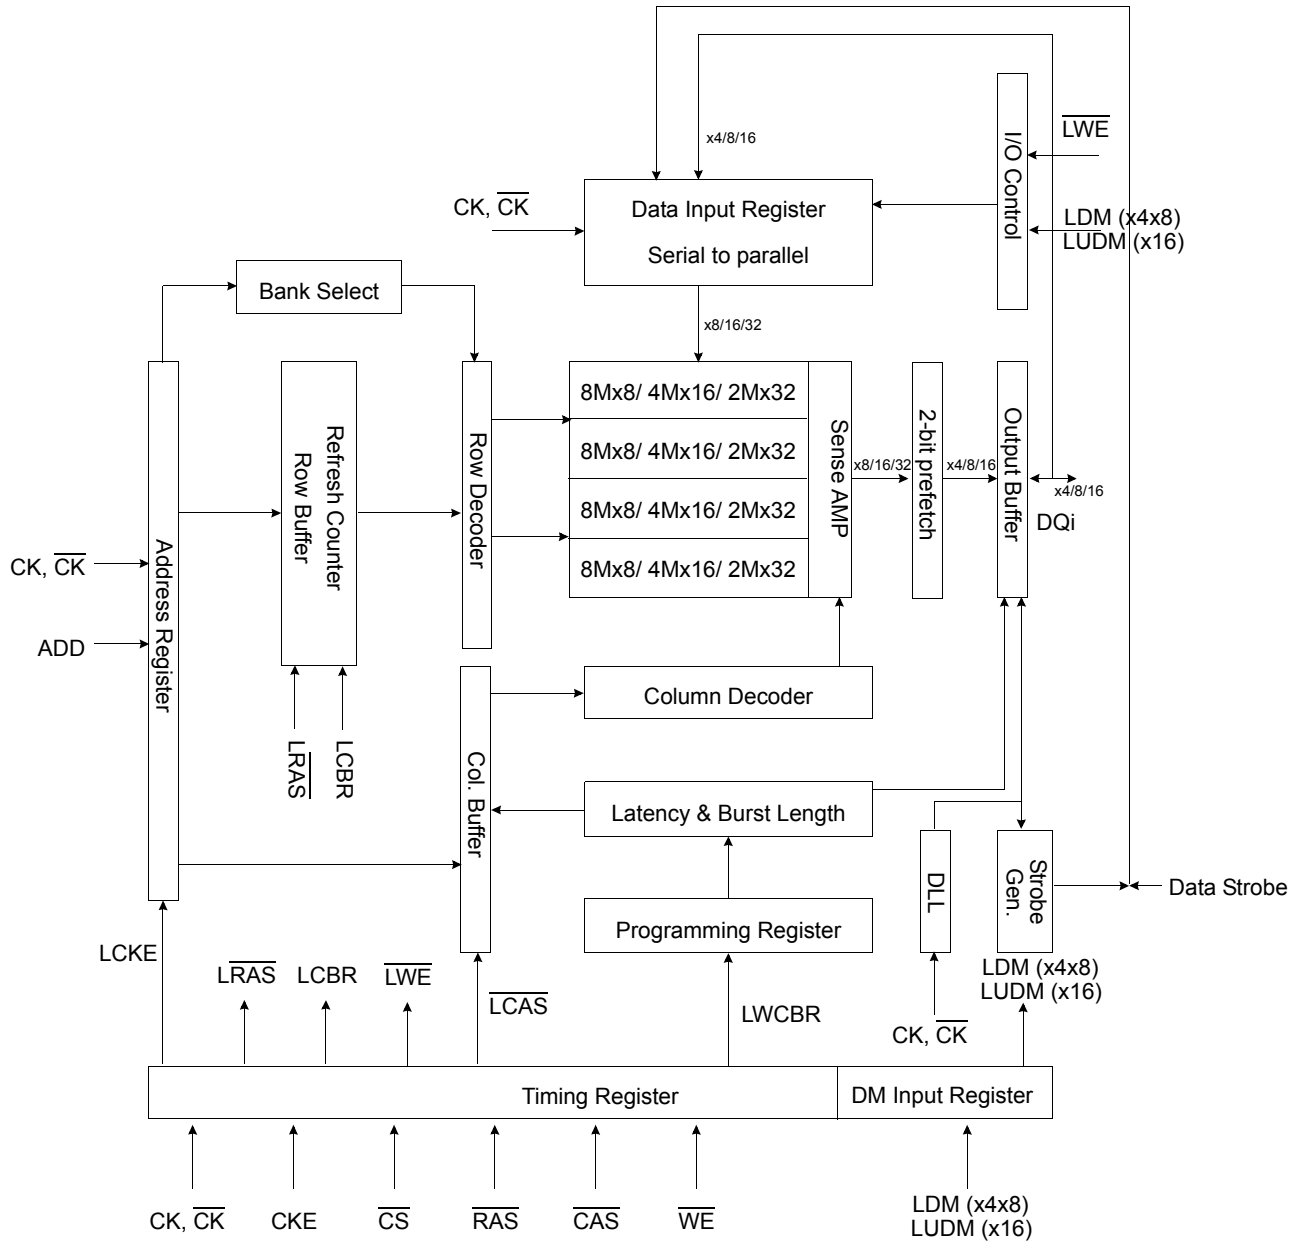 x4/8/16
LWE
I/O Control
CK, CK
Data Input Register
Serial to parallel
LDM (x4x8)
LUDM (x16)
Bank Select
x8/16/32
8Mx8/ 4Mx16/ 2Mx32
8Mx8/ 4Mx16/ 2Mx32
8Mx8/ 4Mx16/ 2Mx32
8Mx8/ 4Mx16/ 2Mx32
Address Register
Refresh Counter
Row Buffer
Row Decoder
Sense AMP
x8/16/32
2-bit prefetch
x4/8/16
Output Buffer
x4/8/16
DQi
CK, CK
ADD
LRAS
LCBR
Col. Buffer
Column Decoder
Latency & Burst Length
Programming Register
DLL
Strobe
Gen.
Data Strobe
LCKE
LRAS
LCBR
LWE
LCAS
LWCBR
CK, CK
LDM (x4x8)
LUDM (x16)
Timing Register
DM Input Register
CK, CK
CKE
CS
RAS
CAS
WE
LDM (x4x8)
LUDM (x16)